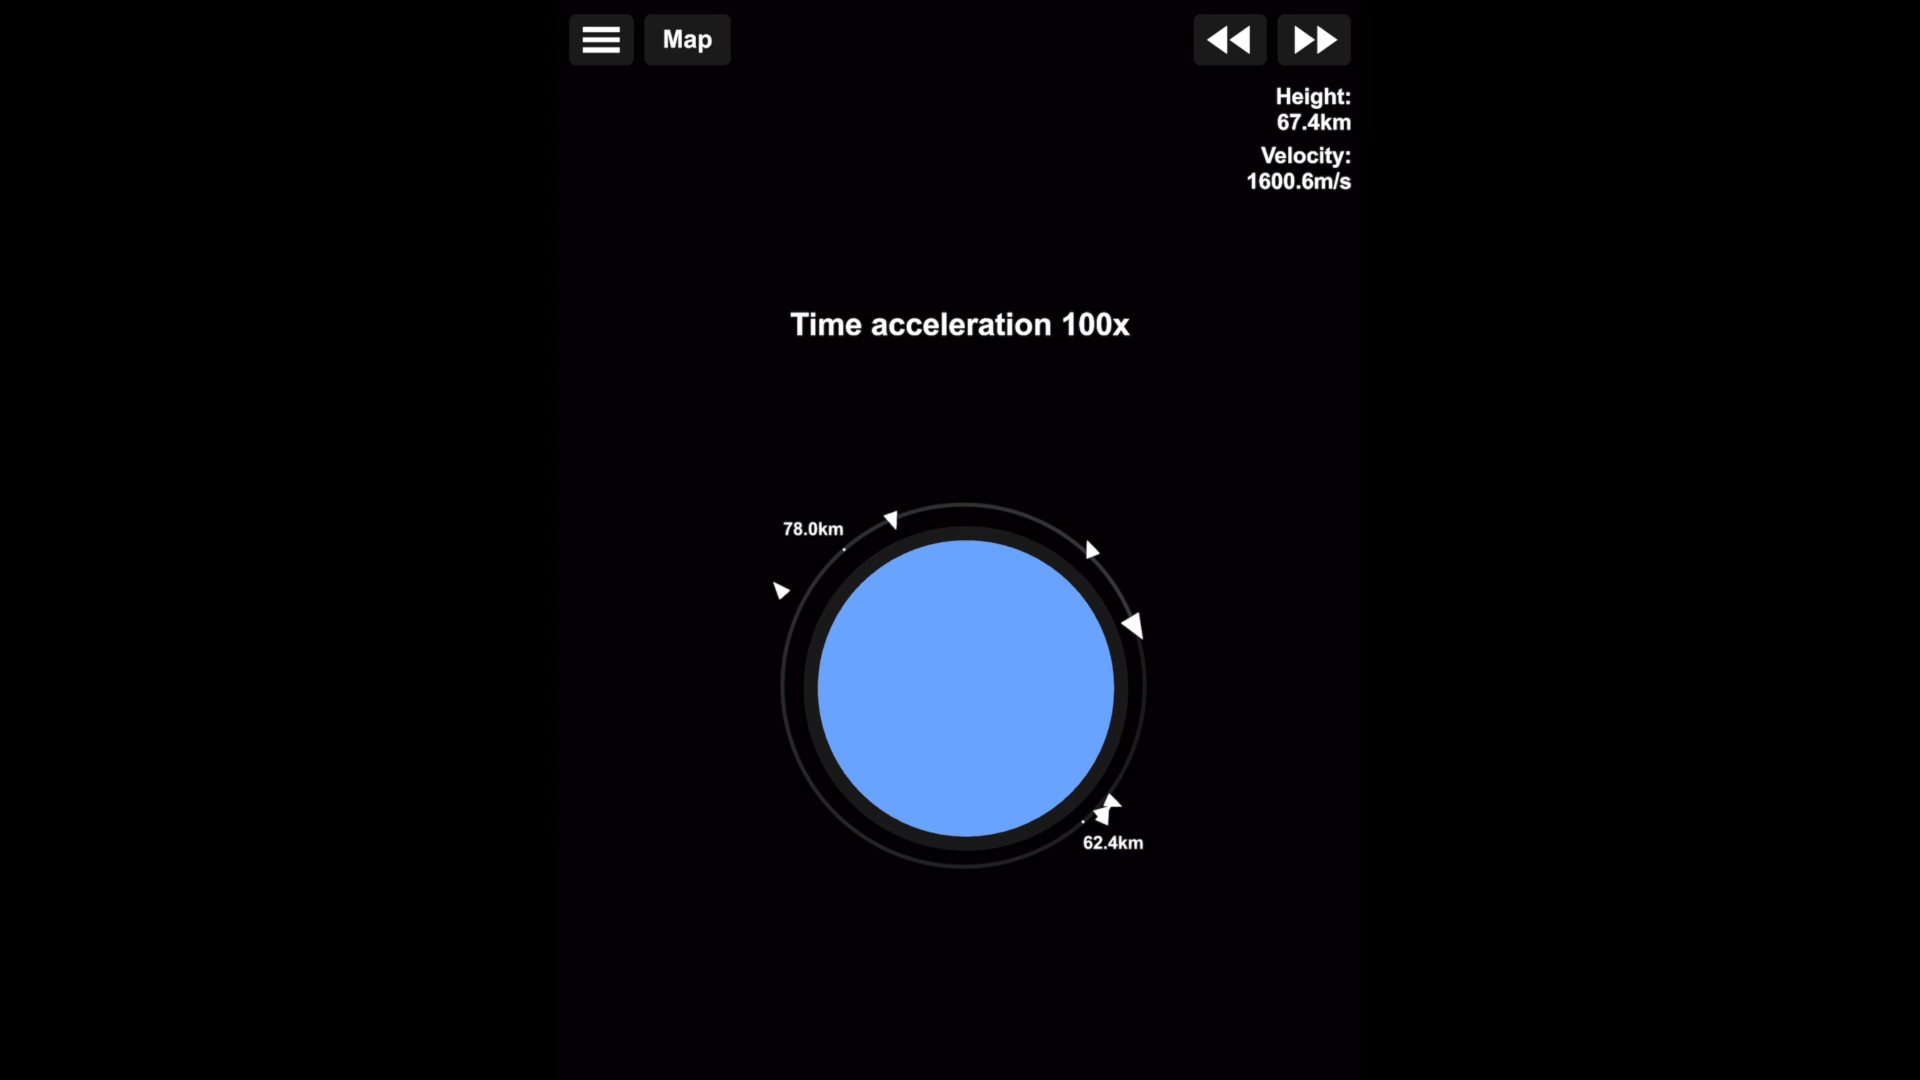 Map
Height:
67.4km
Velocity:
1600.6m/s
Time acceleration 100x
78.0km
62.4km